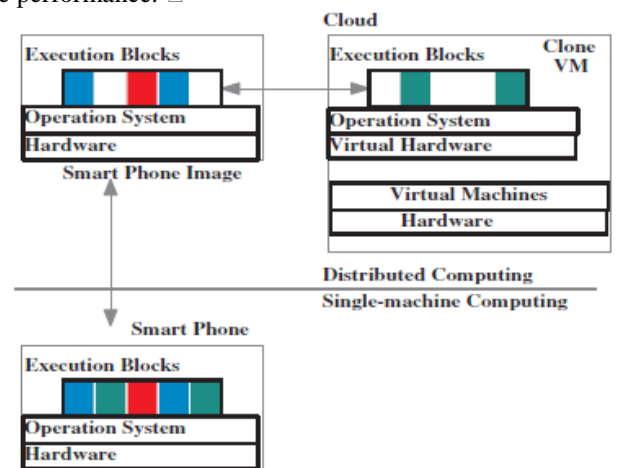 e performance. □
Cloud
Execution Blocks
Operation System
Hardware
Smart Phone Image
Execution Blocks
Clone
VM
Operation System
Virtual Hardware
Virtual Machines
Hardware
Distributed Computing
Single-machine Computing
Smart Phone
Execution Blocks
Operation System
Hardware